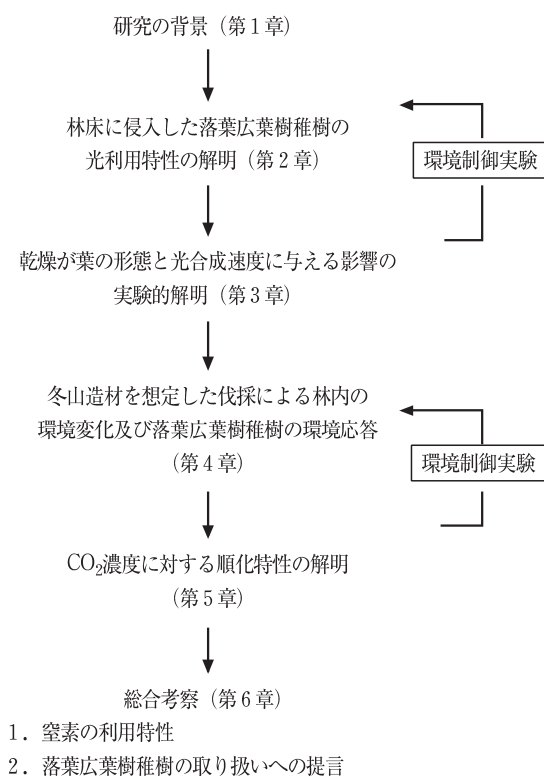 研究の背景（第1章）
林床に侵入した落葉広葉樹稚樹の
光利用特性の解明（第2章）
環境制御実験
乾燥が葉の形態と光合成速度に与える影響の
実験的解明（第3章）
冬山造材を想定した伐採による林内の
環境変化及び落葉広葉樹稚樹の環境応答
（第4章）
環境制御実験
CO₂濃度に対する順化特性の解明
（第5章）
総合考察（第6章）
1．窒素の利用特性
2．落葉広葉樹稚樹の取り扱いへの提言